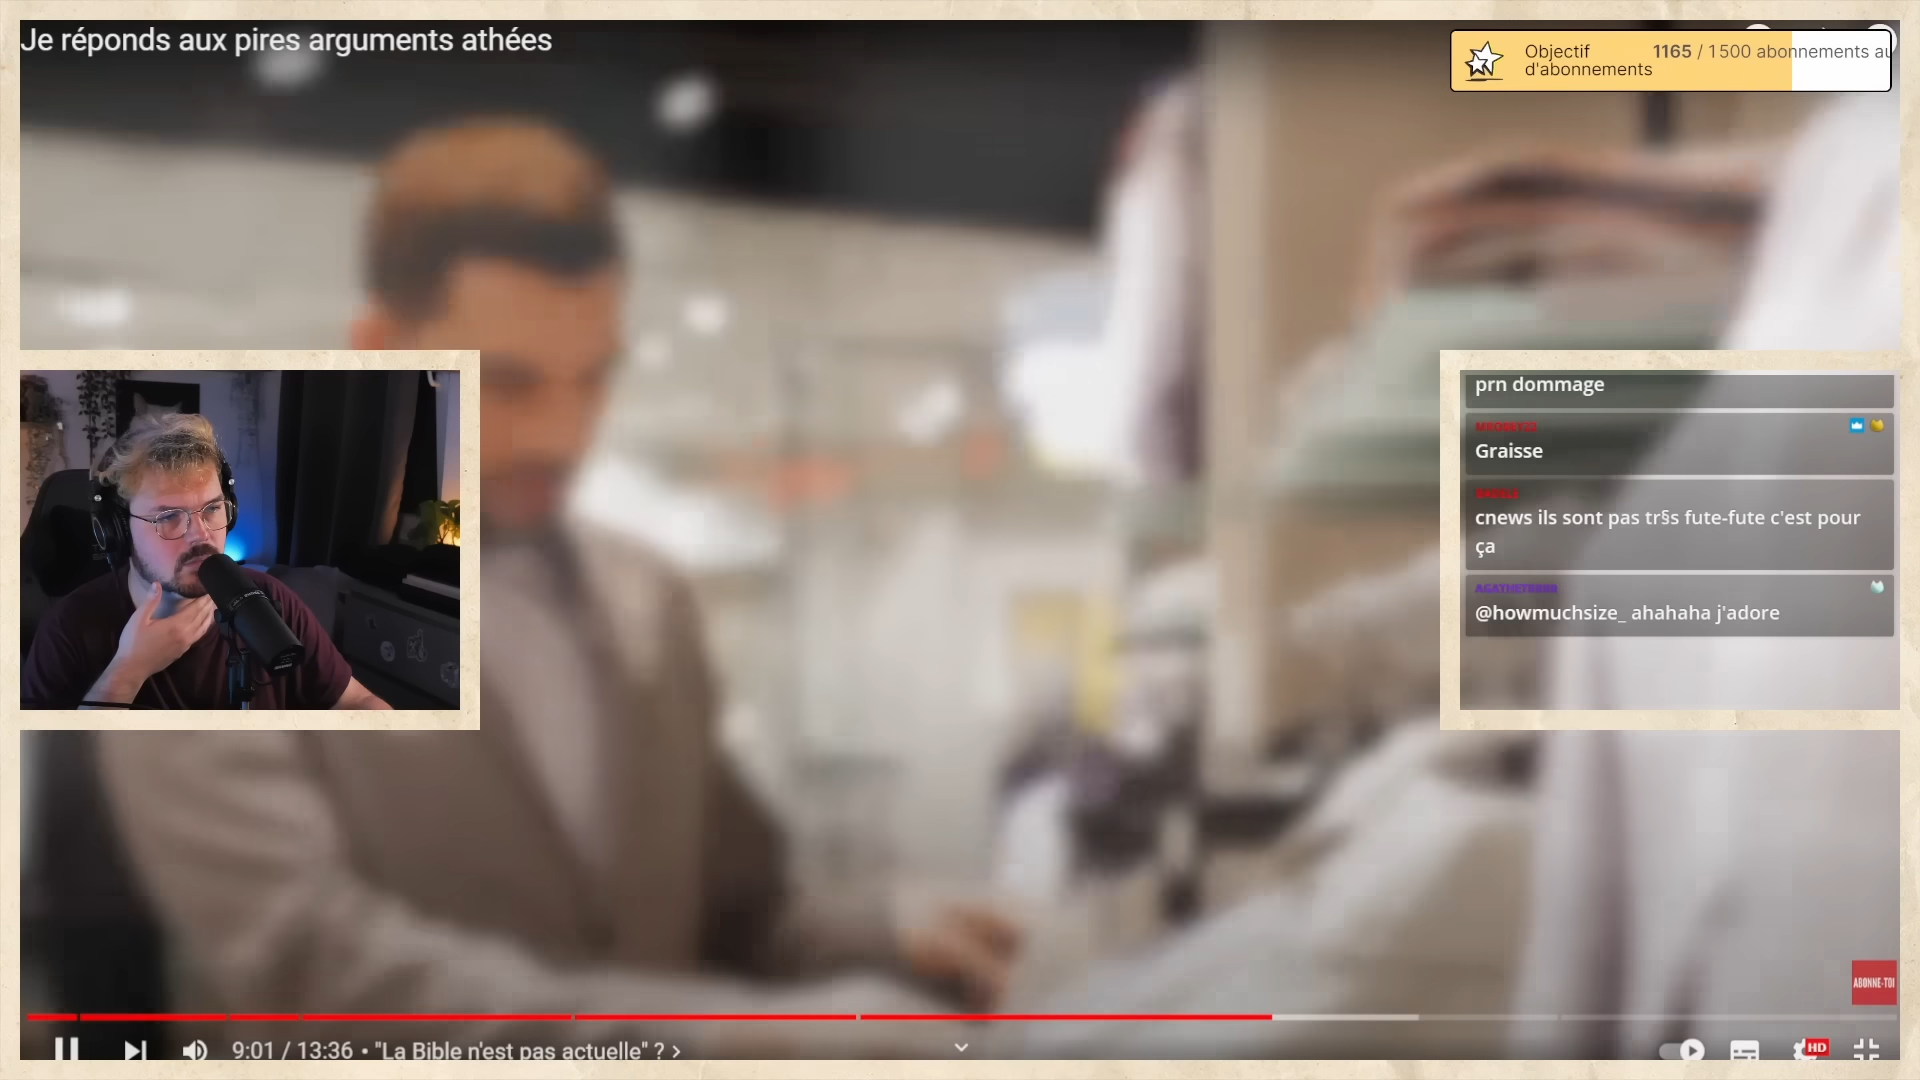 Je réponds aux pires arguments athées
Objectif
d'abonnements
1165 / 1500 abonnements au
prn dommage
Graisse
cnews ils sont pas tr§s fute-fute c'est pour
ça
@howmuchsize_ ahahaha j'adore
ABONNE-TOI
9:01 / 13:36 • "La Bible n'est pas actuelle" ? >
HD